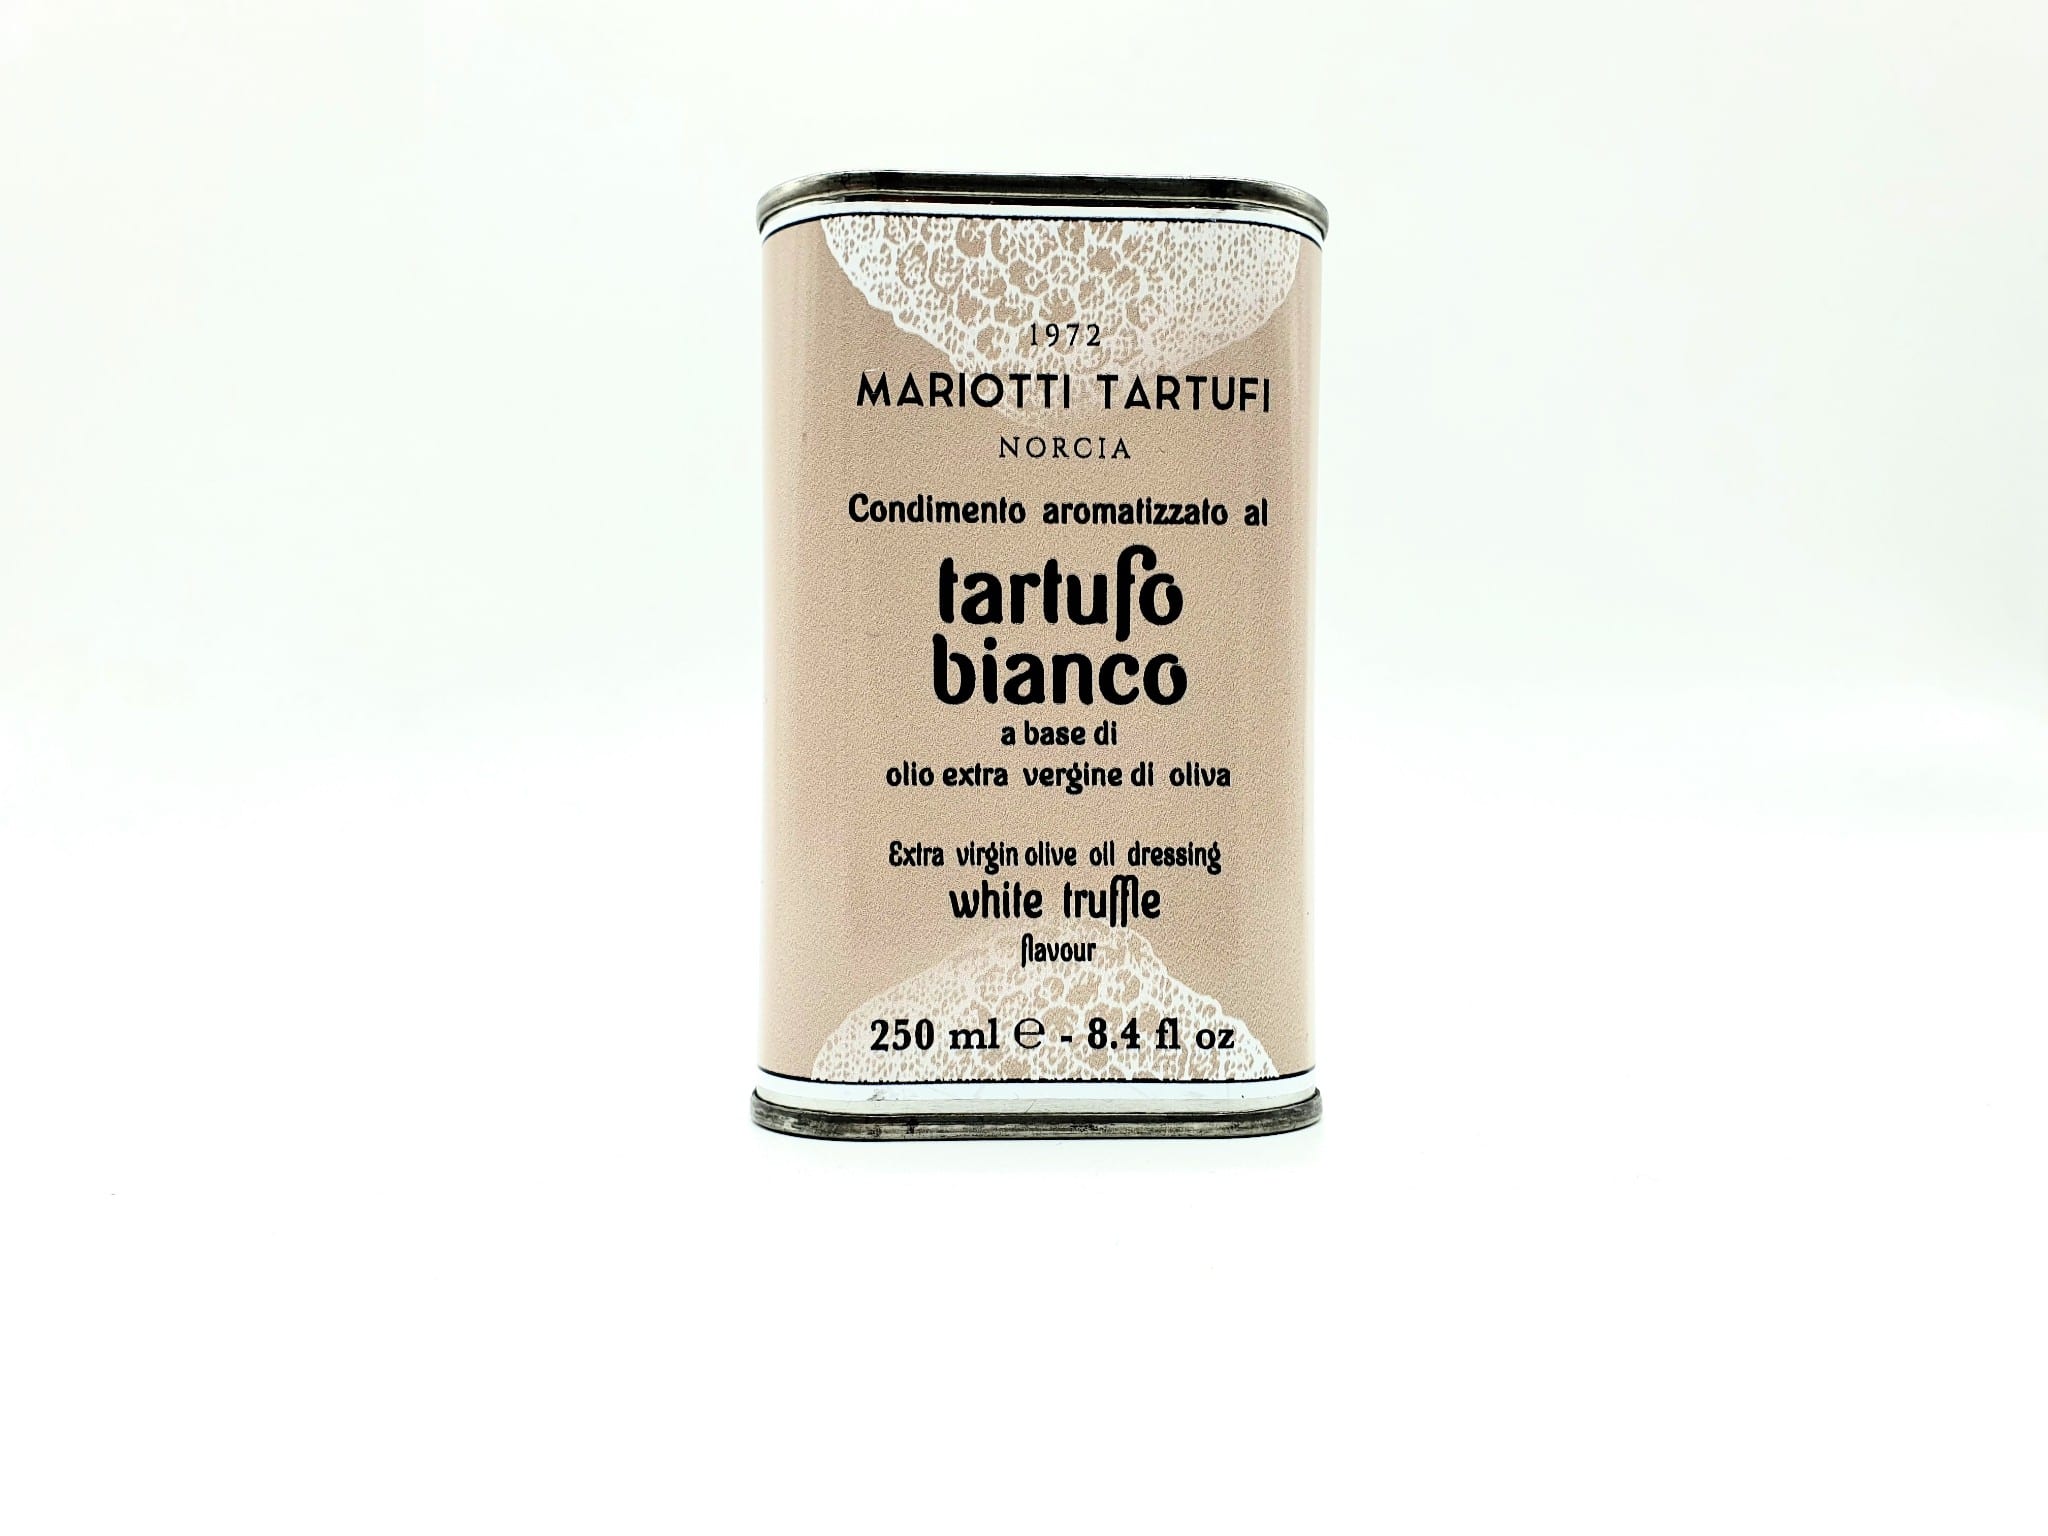 1972
MARIOTTI TARTUFI
NORCIA
Condimento aromatizzato al
tartufo
bianco
a base di
olio extra vergine di oliva
Extra virgin olive oil dressing
white truffle
flavour
250 ml ℮ - 8.4 fl oz